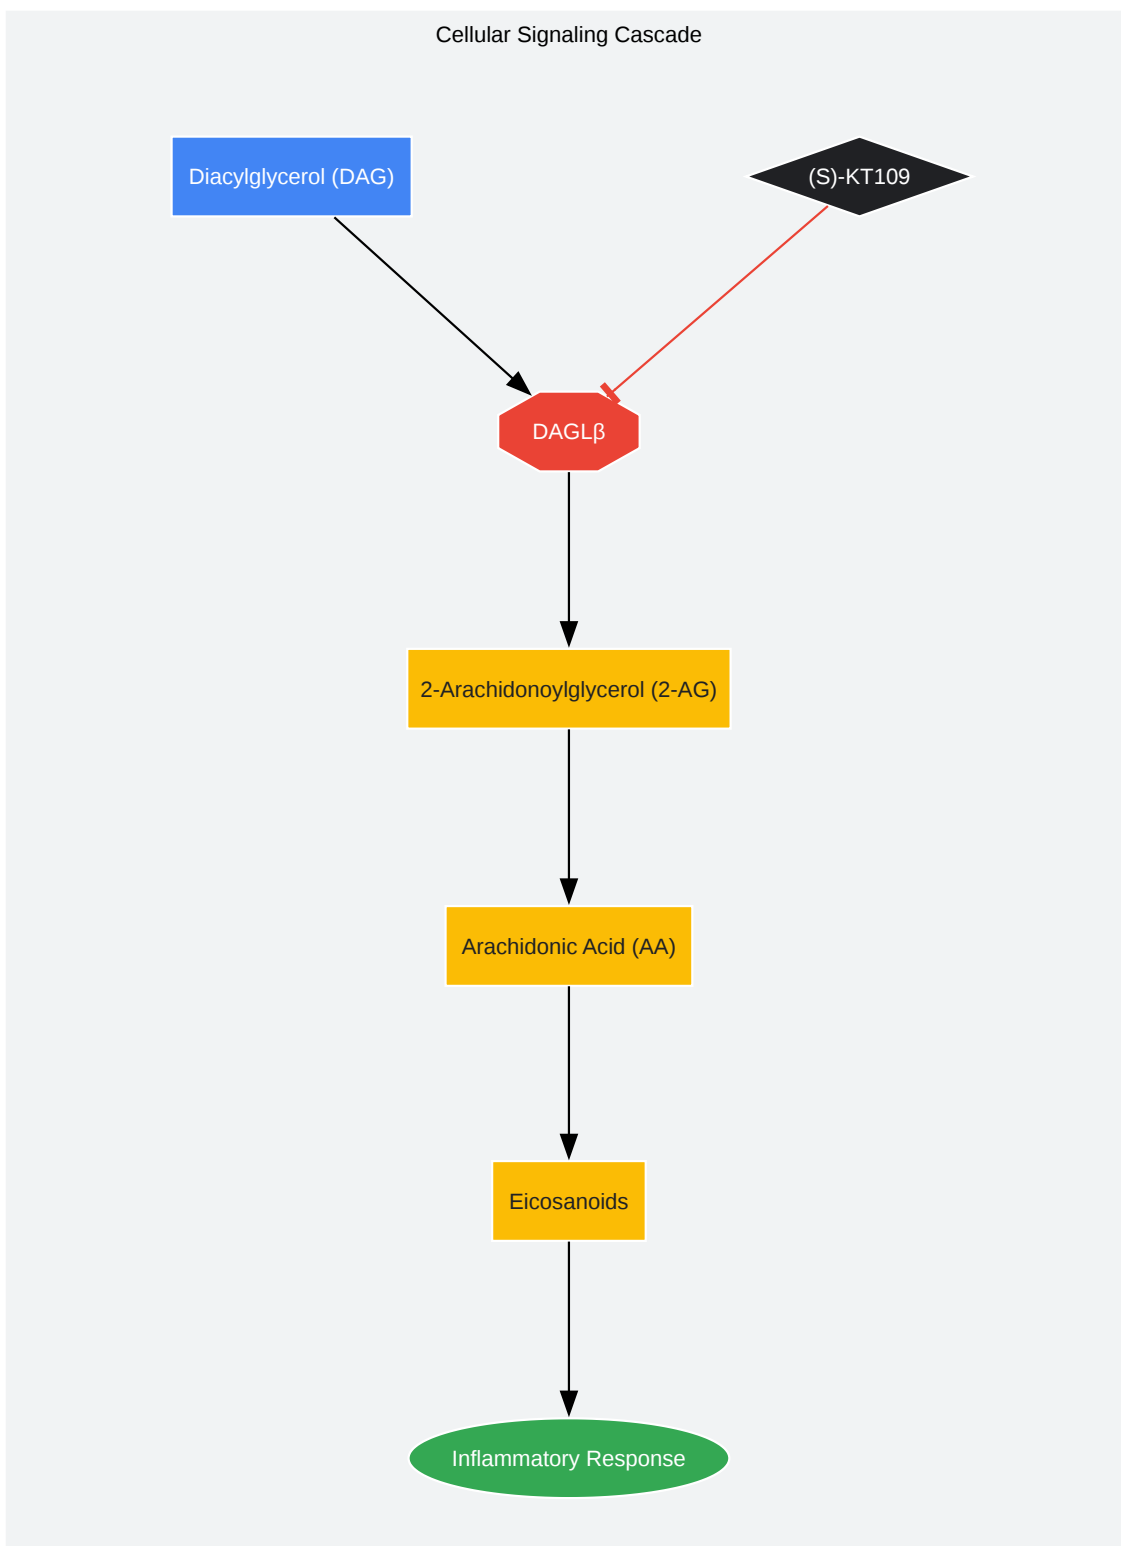 Cellular Signaling Cascade
Diacylglycerol (DAG)
(S)-KT109
DAGLβ
2-Arachidonoylglycerol (2-AG)
Arachidonic Acid (AA)
Eicosanoids
Inflammatory Response